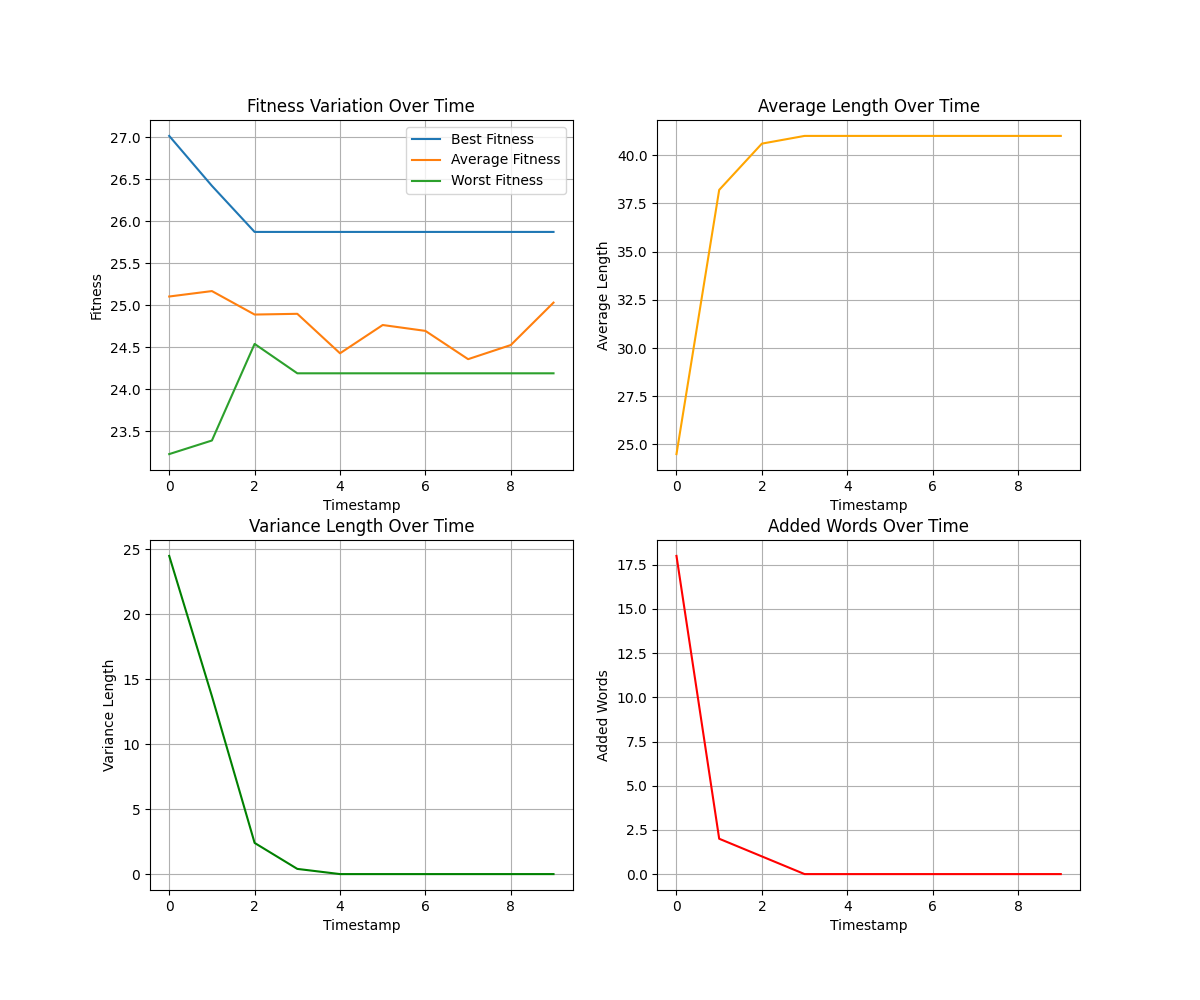 Fitness Variation Over Time
Best Fitness
Average Fitness
Worst Fitness
27.0
26.5
26.0
25.5
25.0
24.5
24.0
23.5
Fitness
0 2 4 6 8
Timestamp
Average Length Over Time
40.0
37.5
35.0
32.5
30.0
27.5
25.0
Average Length
0 2 4 6 8
Timestamp
Variance Length Over Time
25
20
15
10
5
0
Variance Length
0 2 4 6 8
Timestamp
Added Words Over Time
17.5
15.0
12.5
10.0
7.5
5.0
2.5
0.0
Added Words
0 2 4 6 8
Timestamp